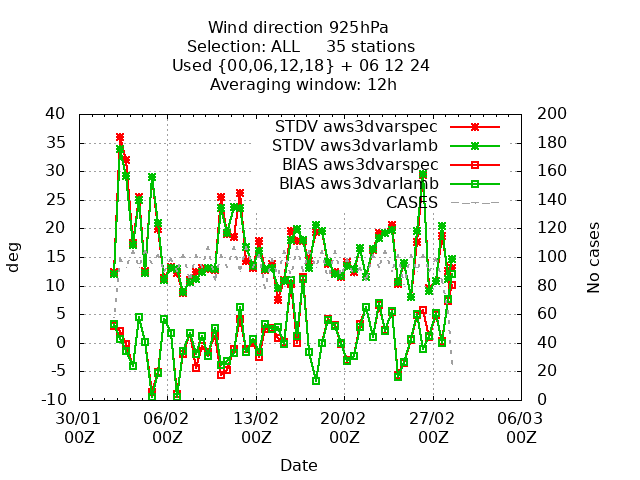 Wind direction 925hPa
Selection: ALL 35 stations
Used {00,06,12,18} + 06 12 24
Averaging window: 12h
40 200
35 180
30 160
25 140
20 120
15 100
10 80
5 60
0 40
-5 20
-10 0
STDV aws3dvarspec
STDV aws3dvarlamb
BIAS aws3dvarspec
BIAS aws3dvarlamb
CASES
deg
No cases
30/01 06/02 13/02 20/02 27/02 06/03
00Z 00Z 00Z 00Z 00Z 00Z
Date